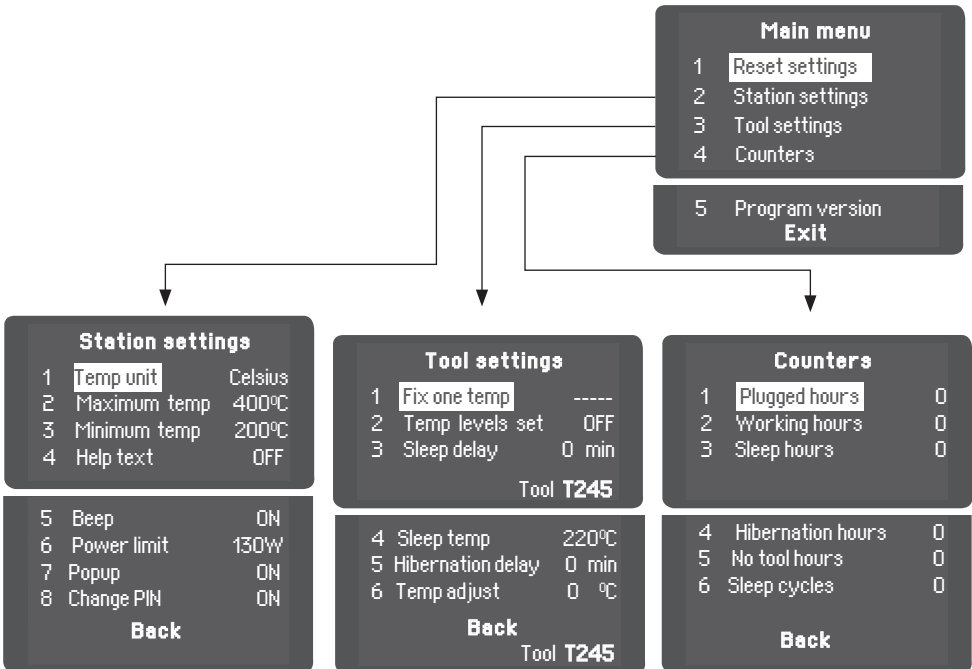 Main menu
1 Reset settings
2 Station settings
3 Tool settings
4 Counters
5 Program version
Exit
Station settings
1 Temp unit Celsius
2 Maximum temp 400ºC
3 Minimum temp 200ºC
4 Help text OFF
5 Beep ON
6 Power limit 130W
7 Popup ON
8 Change PIN ON
Back
Tool settings
1 Fix one temp -----
2 Temp levels set OFF
3 Sleep delay 0 min
Tool T245
4 Sleep temp 220ºC
5 Hibernation delay 0 min
6 Temp adjust 0 ºC
Back
Tool T245
Counters
1 Plugged hours 0
2 Working hours 0
3 Sleep hours 0
4 Hibernation hours 0
5 No tool hours 0
6 Sleep cycles 0
Back